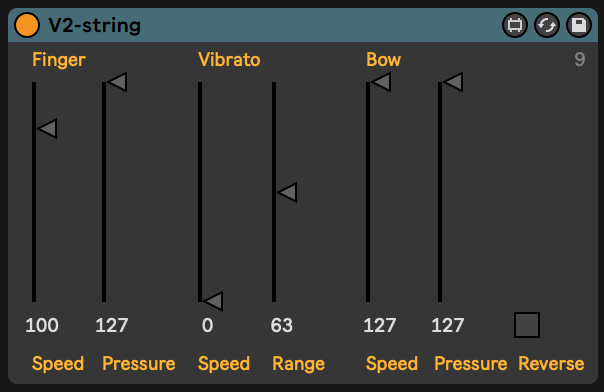 V2-string
Finger Vibrato Bow 9
100 127 0 63 127 127
Speed Pressure Speed Range Speed Pressure Reverse